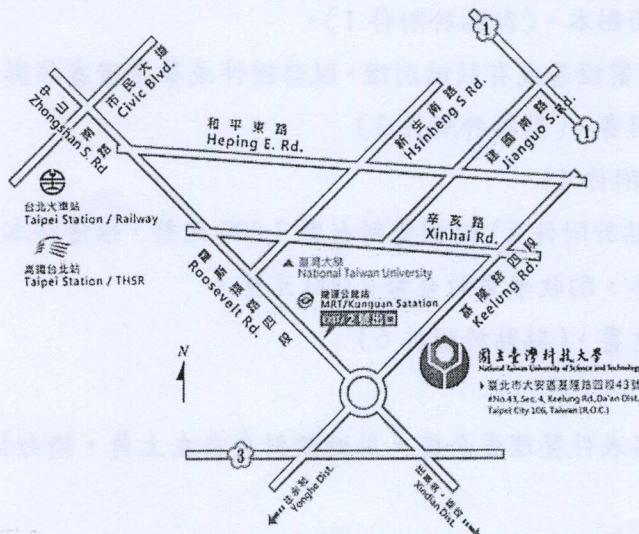 市民大道
Civic Blvd.
中山南路
Zhongshan S. Rd
和平東路
Heping E. Rd.
新生南路
Hsinheng S Rd.
建國南路
Jianguo S.Rd.
1
1
台北火車站
Taipei Station / Railway
高鐵台北站
Taipei Station / THSR
辛亥路
Xinhai Rd.
臺灣大學
National Taiwan University
捷運公館站
MRT/Kunguan Satation
2號出口
羅斯福路四段
Roosevelt Rd.
基隆路四段
Keelung Rd.
N
國立臺灣科技大學
National Taiwan University of Science and Technology
臺北市大安區基隆路四段43號
#No.43, Sec. 4, Keelung Rd., Da'an Dist.,
Taipei City 106, Taiwan (R.O.C.)
3
往永和
Yonghe Dist.
Xindian Dist.